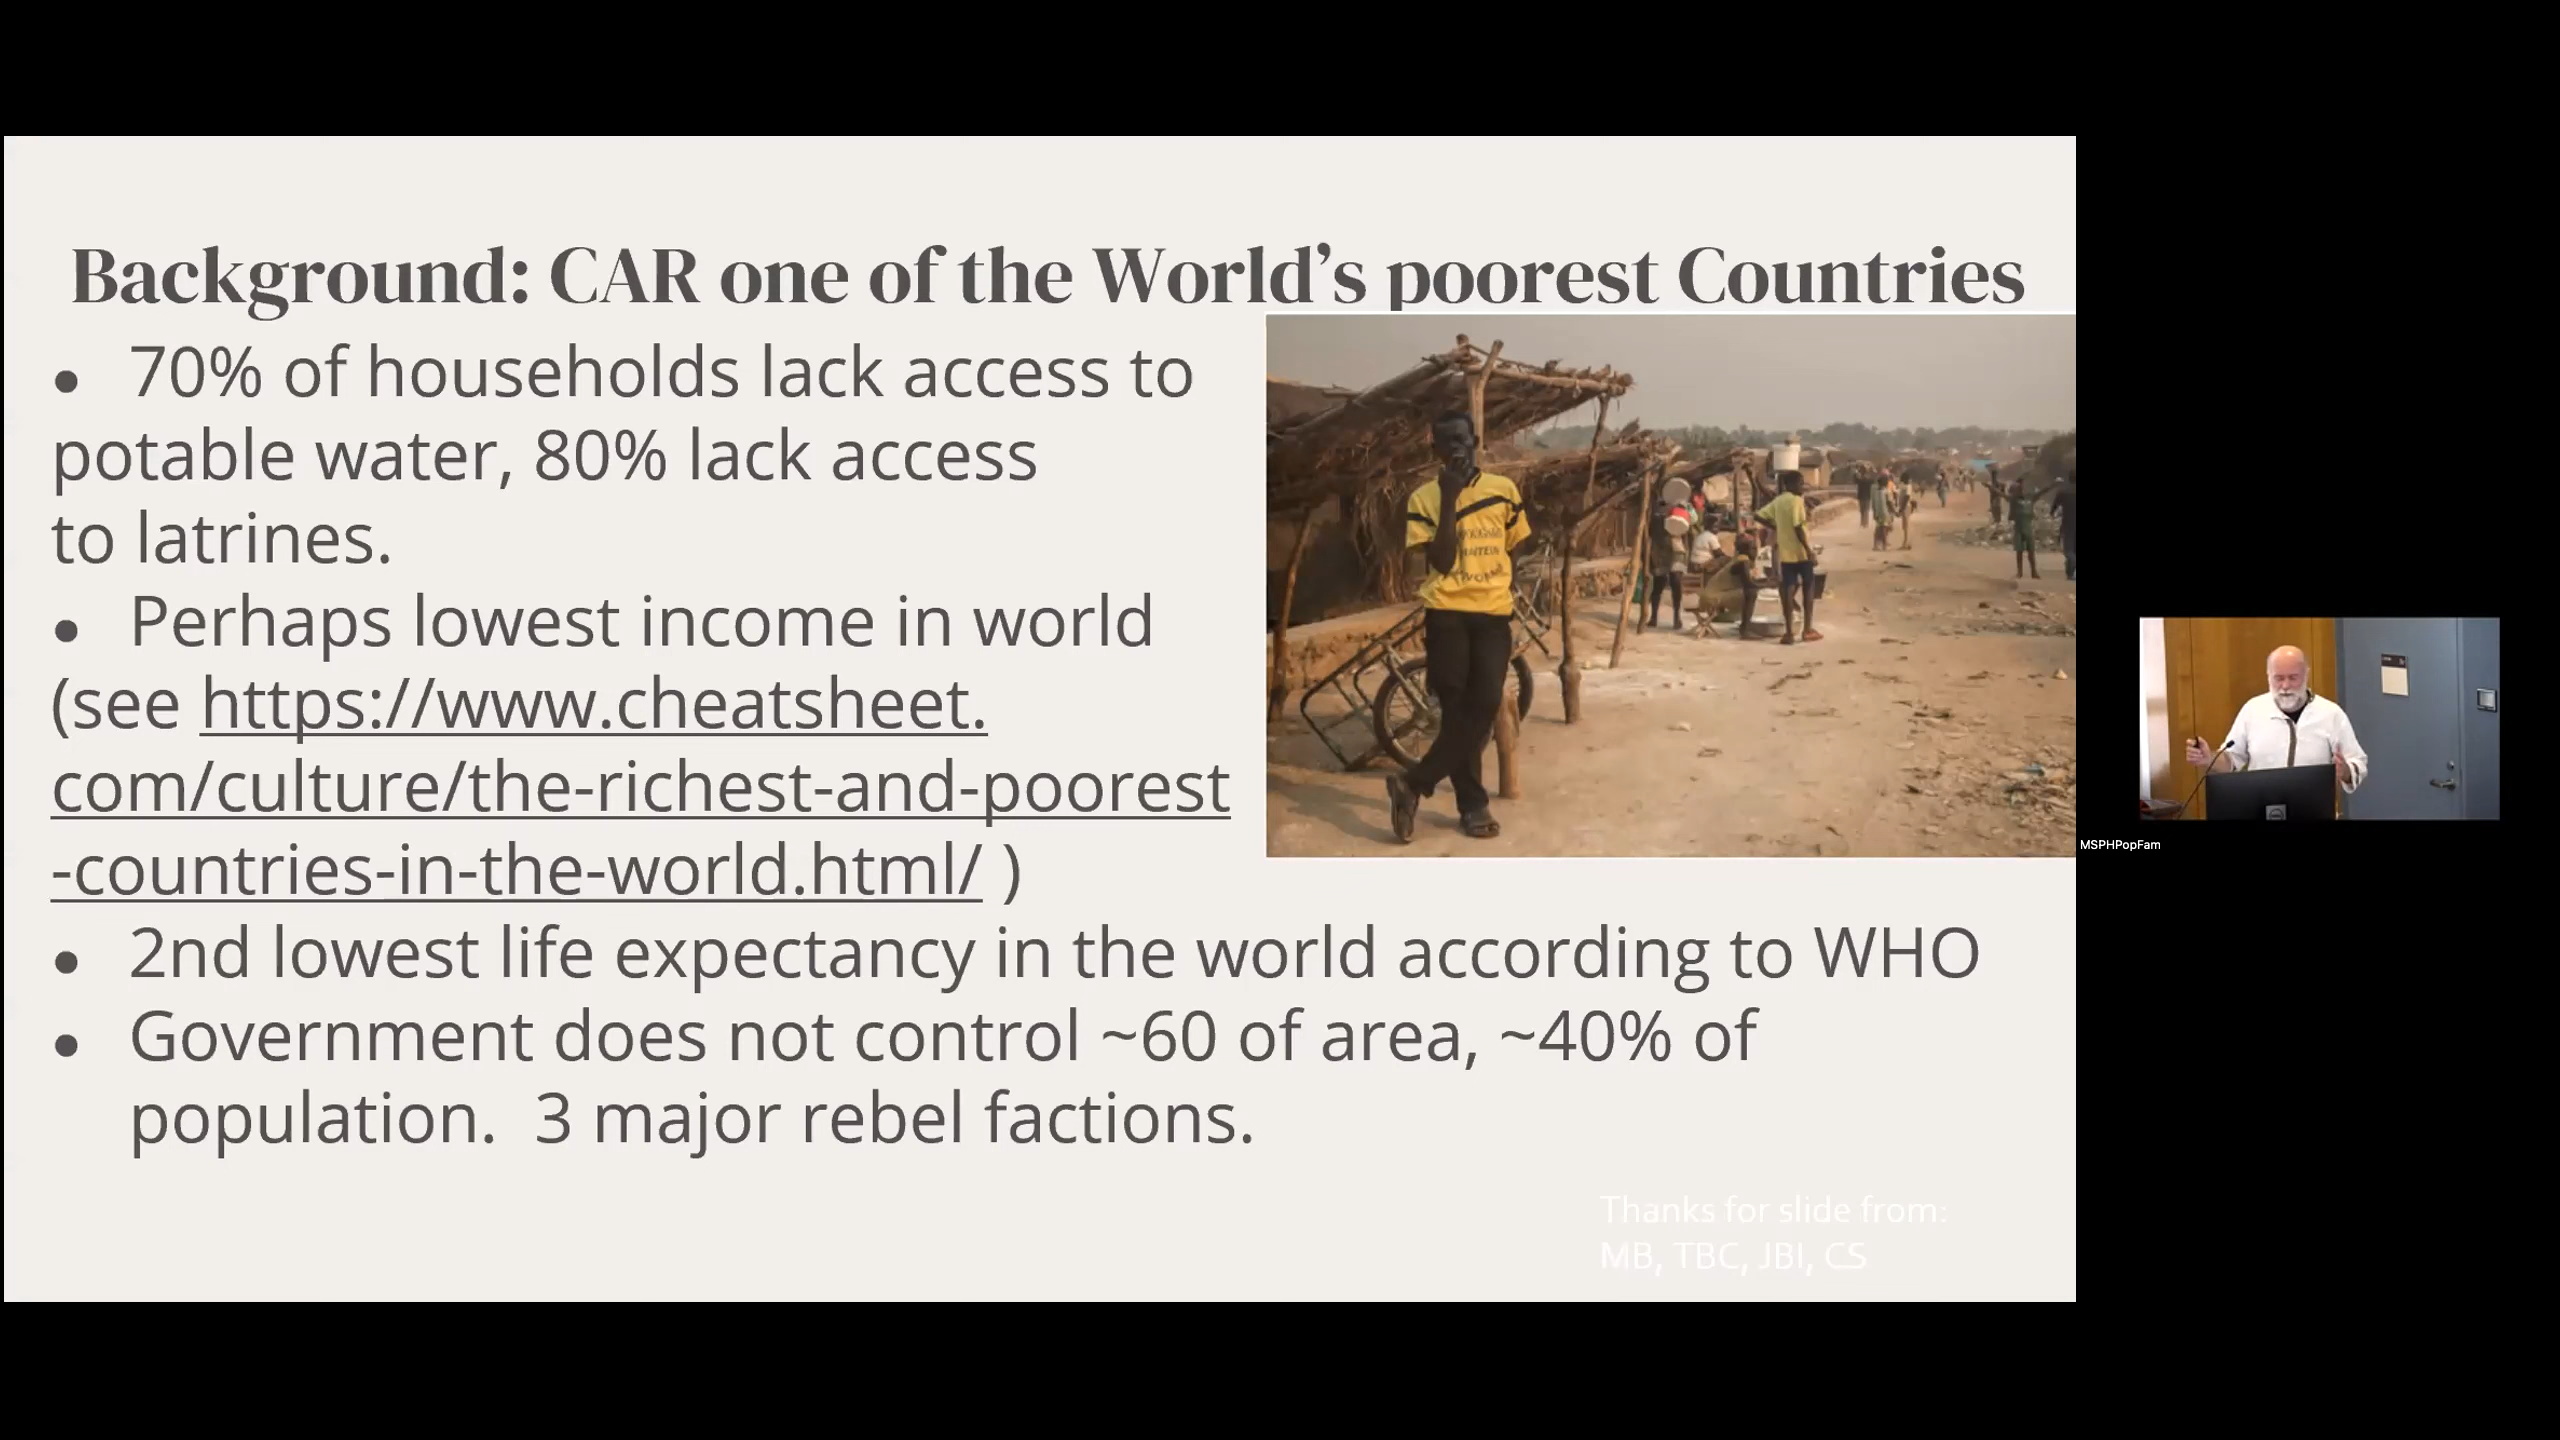 Background: CAR one of the World’s poorest Countries
● 70% of households lack access to
potable water, 80% lack access
to latrines.
● Perhaps lowest income in world
(see https://www.cheatsheet.
com/culture/the-richest-and-poorest
-countries-in-the-world.html/ )
● 2nd lowest life expectancy in the world according to WHO
● Government does not control ~60 of area, ~40% of
population.  3 major rebel factions.
Thanks for slide from:
MB, TBC, JBI, CS
MSPHPopFam